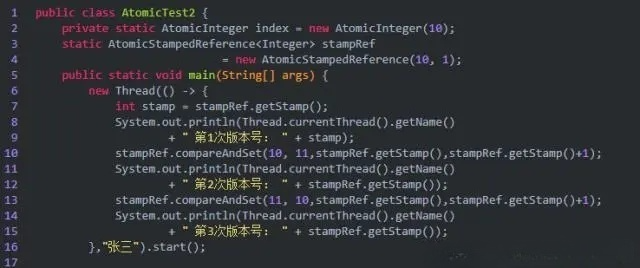 1 public class AtomicTest2 {
2 private static AtomicInteger index = new AtomicInteger(10);
3 static AtomicStampedReference<Integer> stampRef
4 = new AtomicStampedReference(10, 1);
5 public static void main(String[] args) {
6 new Thread(() -> {
7 int stamp = stampRef.getStamp();
8 System.out.println(Thread.currentThread().getName()
9 + " 第1次版本号： " + stamp);
10 stampRef.compareAndSet(10, 11,stampRef.getStamp(),stampRef.getStamp()+1);
11 System.out.println(Thread.currentThread().getName()
12 + " 第2次版本号： " + stampRef.getStamp());
13 stampRef.compareAndSet(11, 10,stampRef.getStamp(),stampRef.getStamp()+1);
14 System.out.println(Thread.currentThread().getName()
15 + " 第3次版本号： " + stampRef.getStamp());
16 },"张三").start();
17